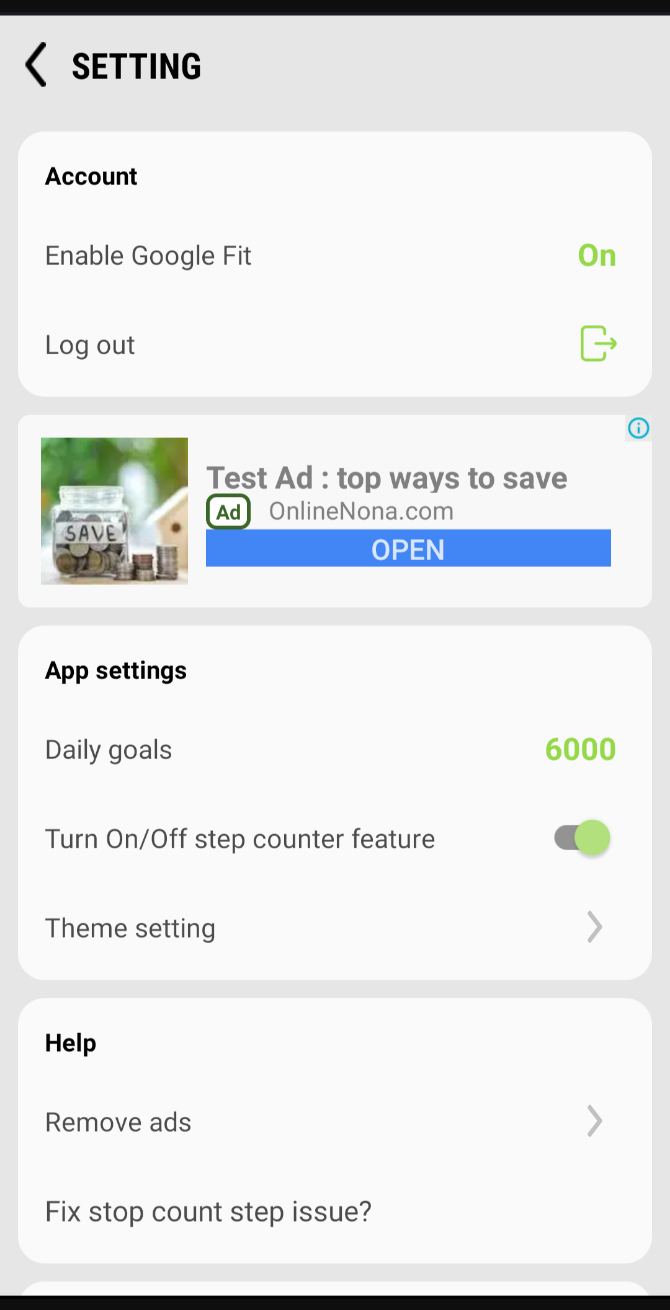 SETTING
Account
Enable Google Fit
On
Log out
SAVE
Test Ad : top ways to save
Ad
OnlineNona.com
OPEN
App settings
Daily goals
6000
Turn On/Off step counter feature
Theme setting
Help
Remove ads
Fix stop count step issue?